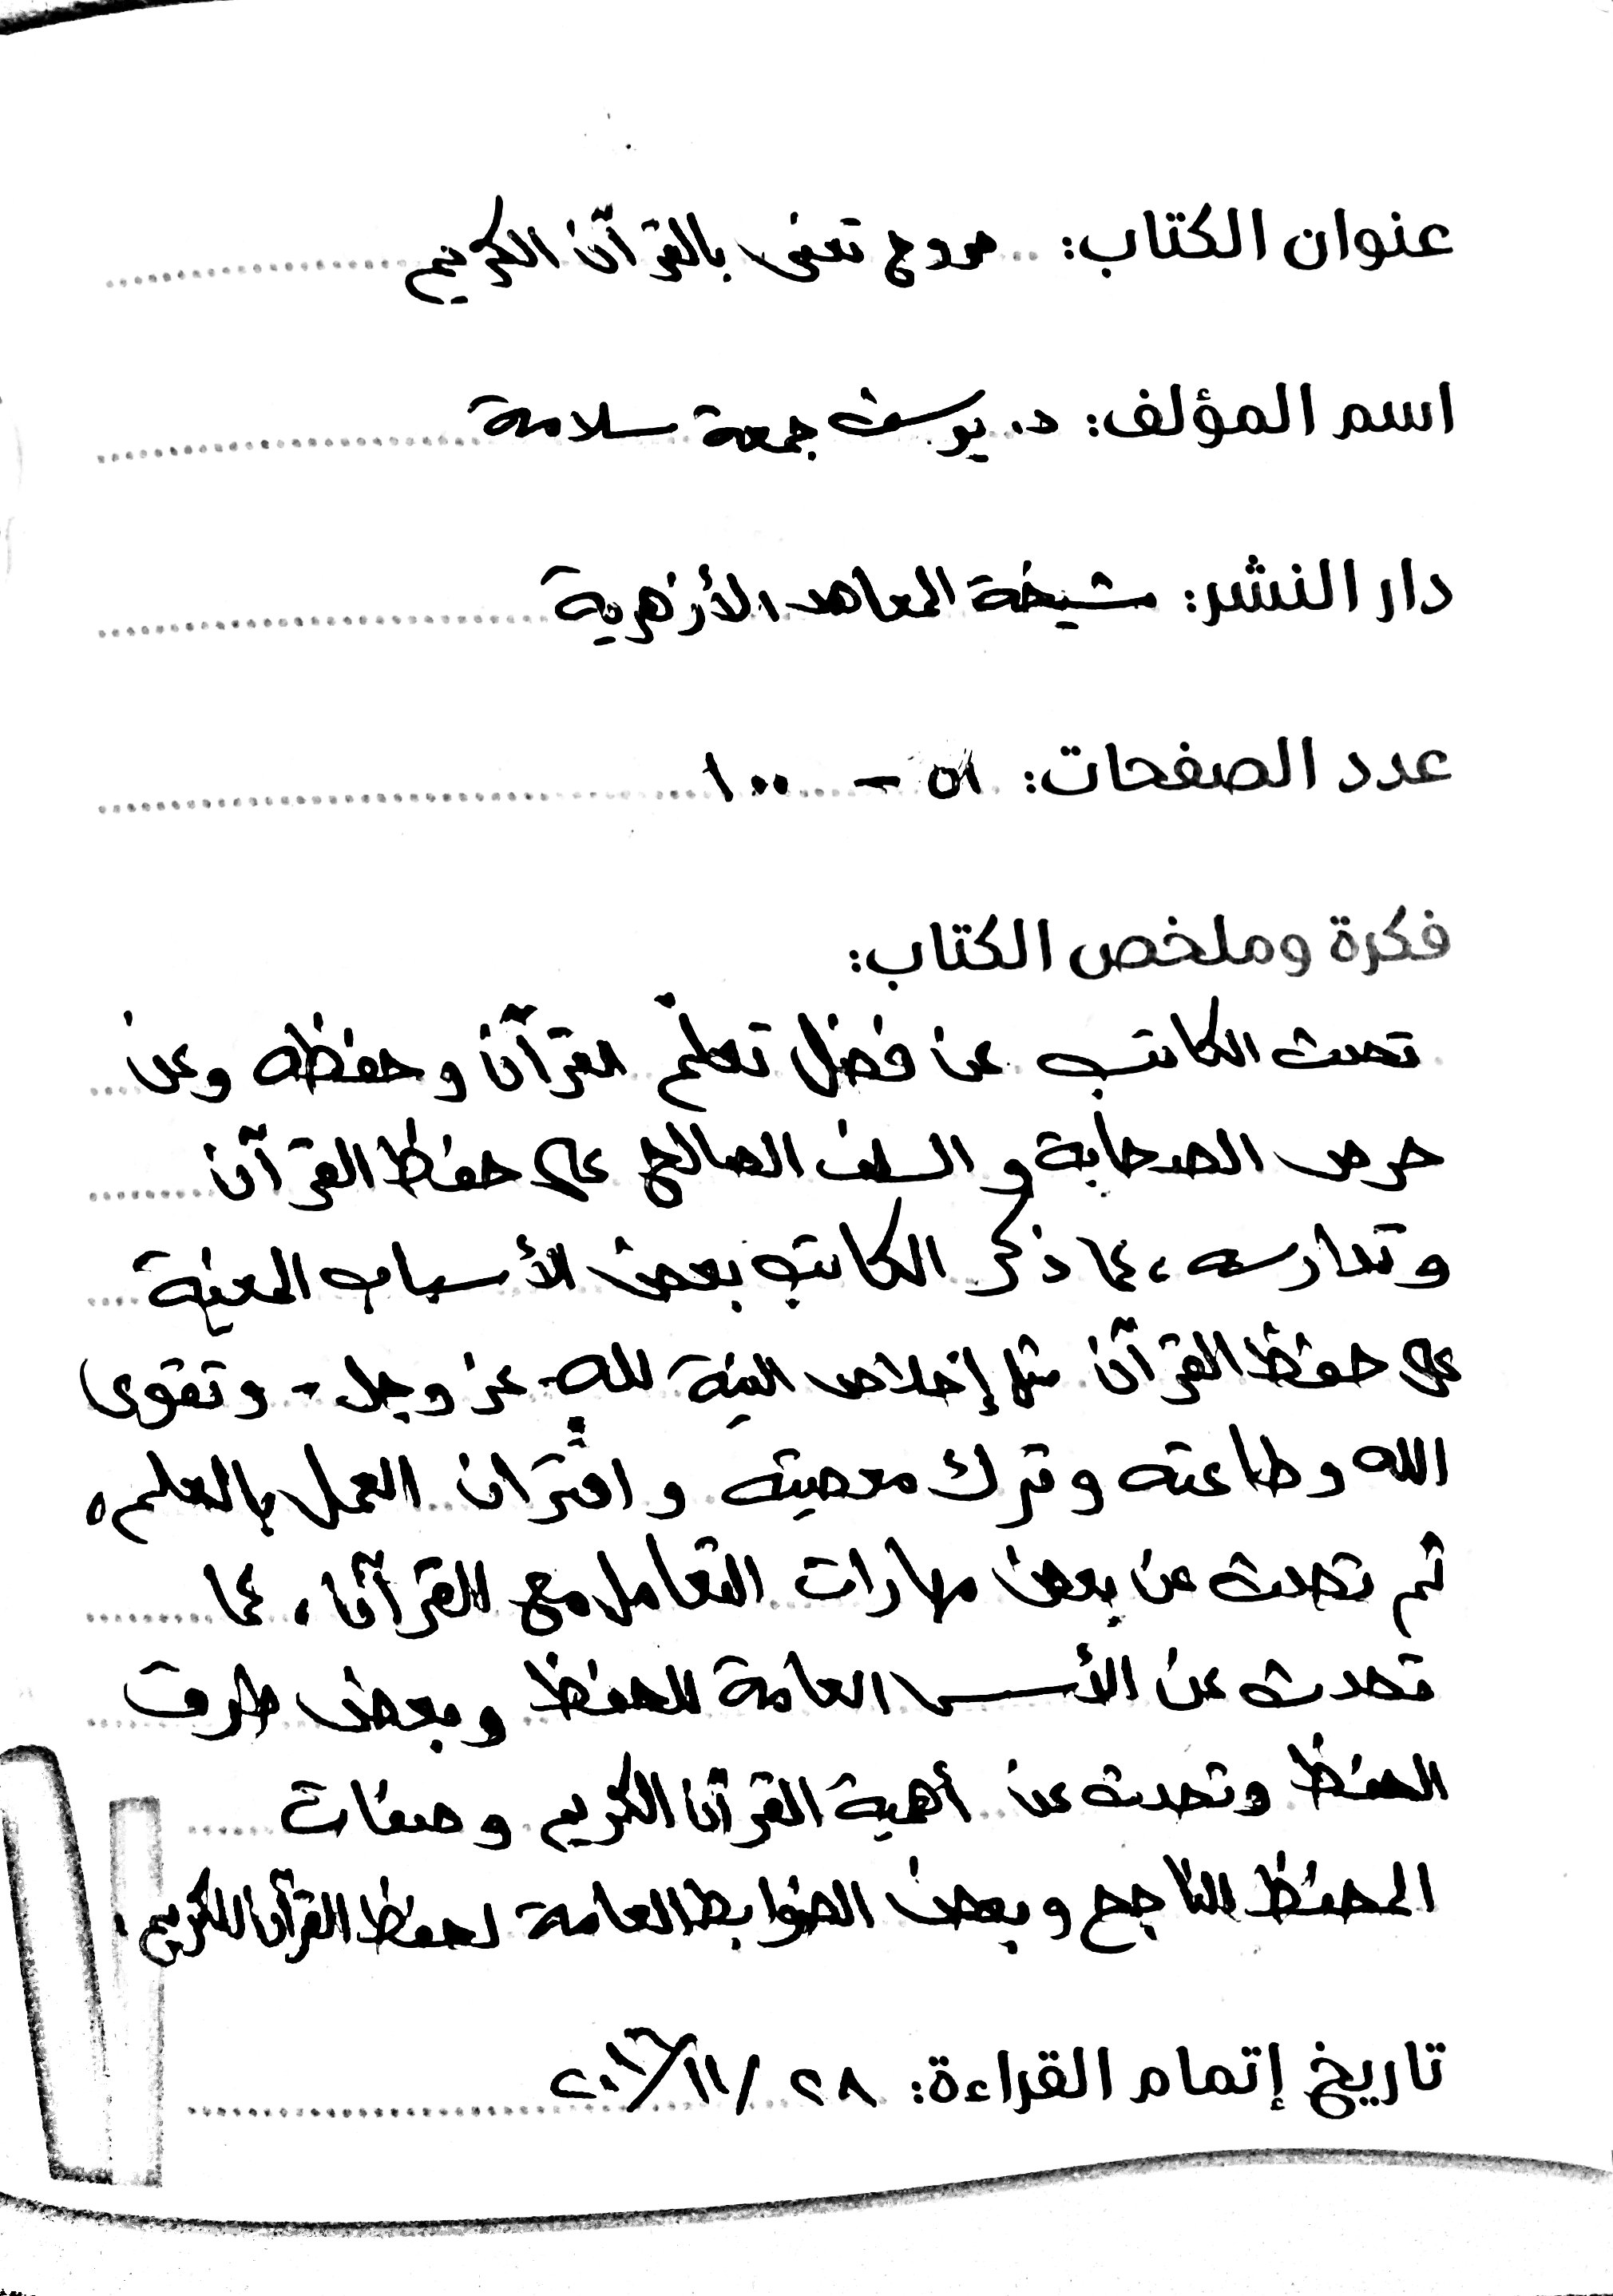 عنوان الكتاب: مروج تعنى بالقرآن الكريم
اسم المؤلف: د. يوسف جمعة سلامة
دار النشر: مشيخة المعاهد الأزهرية
عدد الصفحات: ٥١ - ١٠٠
فكرة وملخص الكتاب:
تحدث الكاتب عن فضل تعلّم القرآن وحفظه وعن
حرص الصحابة والسلف الصالح على حفظ القرآن
وتدارسه، كما ذكر الكاتب بعض الأسباب المعينة
على حفظ القرآن مثل إخلاص النية لله - عز وجل - وتقوى
الله وطاعته وترك معصيته واقتران العمل بالعلم،
ثم تحدث عن بعض مهارات التعامل مع القرآن، كما
تحدث عن الأسس العامة للحفظ وبعض طرق
الحفظ وتحدث عن أهمية القرآن الكريم وصفات
المحفظ الناجح وبعض الضوابط العامة لحفظ القرآن الكريم.
تاريخ إتمام القراءة: ٢٨ /١١/ ٢٠١٦